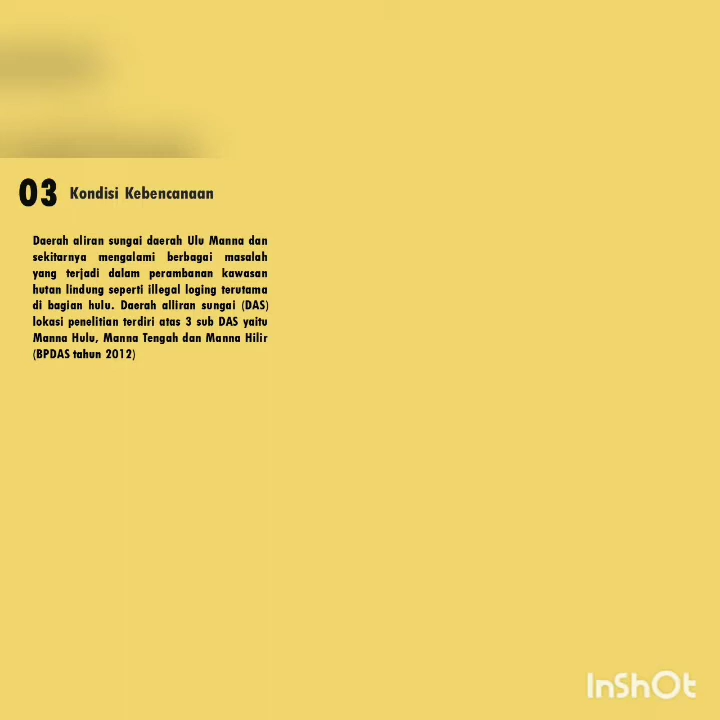 03 Kondisi Kebencanaan
Daerah aliran sungai daerah Ulu Manna dan
sekitarnya mengalami berbagai masalah
yang terjadi dalam perambanan kawasan
hutan lindung seperti illegal loging terutama
di bagian hulu. Daerah alliran sungai (DAS)
lokasi penelitian terdiri atas 3 sub DAS yaitu
Manna Hulu, Manna Tengah dan Manna Hilir
(BPDAS tahun 2012)
InShOt